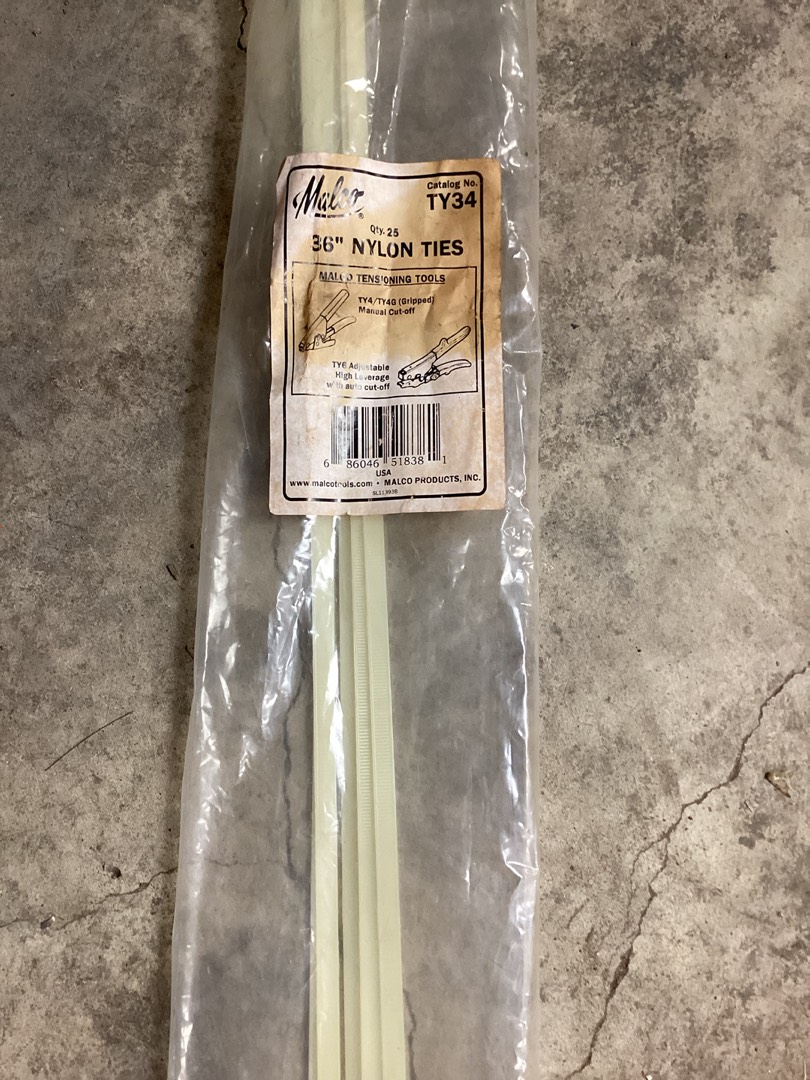 Malco®
Catalog No.
TY34
Qty. 25
36" NYLON TIES
MALCO TENSIONING TOOLS
TY4/TY4G (Gripped)
Manual Cut-off
TY6 Adjustable
High Leverage
with auto cut-off
6 86046 51838 1
USA
www.malcotools.com • MALCO PRODUCTS, INC.